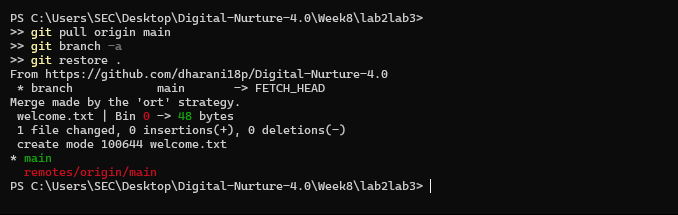 PS C:\Users\SEC\Desktop\Digital-Nurture-4.0\Week8\lab2lab3>
>> git pull origin main
>> git branch -a
>> git restore .
From https://github.com/dharani18p/Digital-Nurture-4.0
 * branch            main       -> FETCH_HEAD
Merge made by the 'ort' strategy.
 welcome.txt | Bin 0 -> 48 bytes
 1 file changed, 0 insertions(+), 0 deletions(-)
 create mode 100644 welcome.txt
* main
  remotes/origin/main
PS C:\Users\SEC\Desktop\Digital-Nurture-4.0\Week8\lab2lab3>